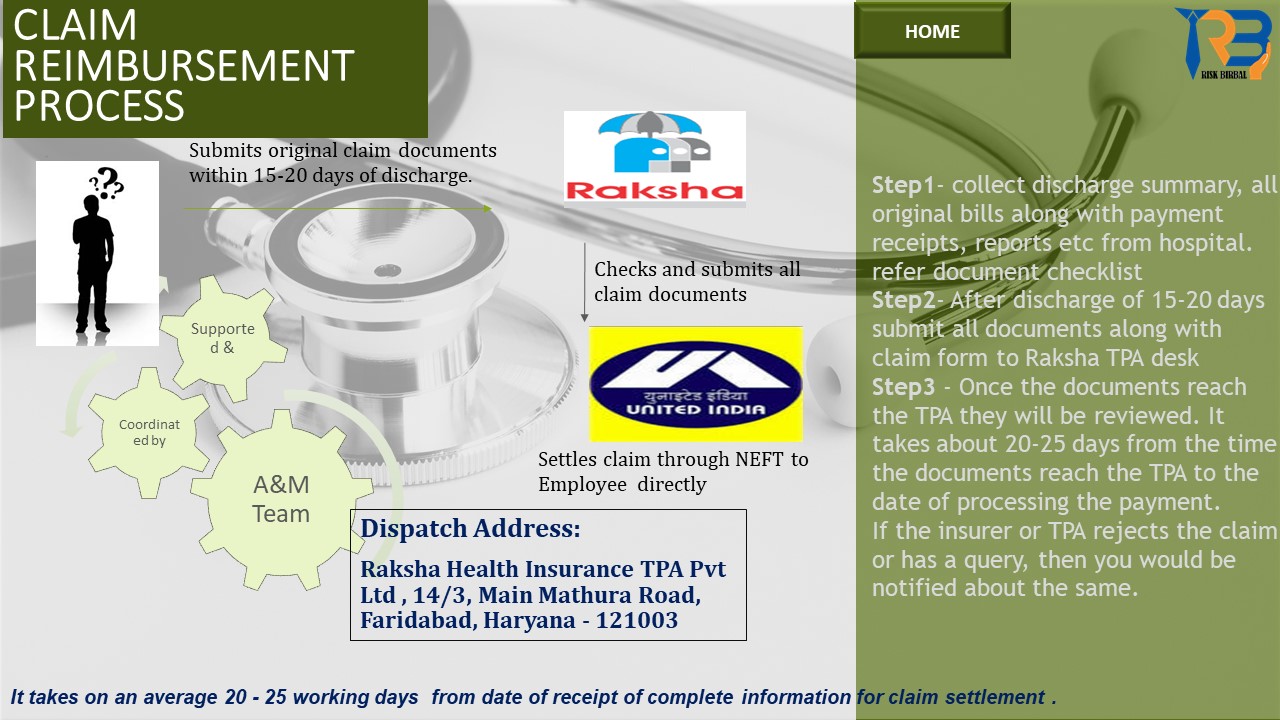 CLAIM
REIMBURSEMENT
PROCESS
HOME
RB
RISK BIRBAL
Submits original claim documents
within 15-20 days of discharge.
Raksha
Checks and submits all
claim documents
युनाइटेड इंडिया
UNITED INDIA
Settles claim through NEFT to
Employee directly
Supporte
d &
Coordinat
ed by
A&M
Team
Dispatch Address:
Raksha Health Insurance TPA Pvt
Ltd , 14/3, Main Mathura Road,
Faridabad, Haryana - 121003
Step1- collect discharge summary, all
original bills along with payment
receipts, reports etc from hospital.
refer document checklist
Step2- After discharge of 15-20 days
submit all documents along with
claim form to Raksha TPA desk
Step3 - Once the documents reach
the TPA they will be reviewed. It
takes about 20-25 days from the time
the documents reach the TPA to the
date of processing the payment.
If the insurer or TPA rejects the claim
or has a query, then you would be
notified about the same.
It takes on an average 20 - 25 working days from date of receipt of complete information for claim settlement .